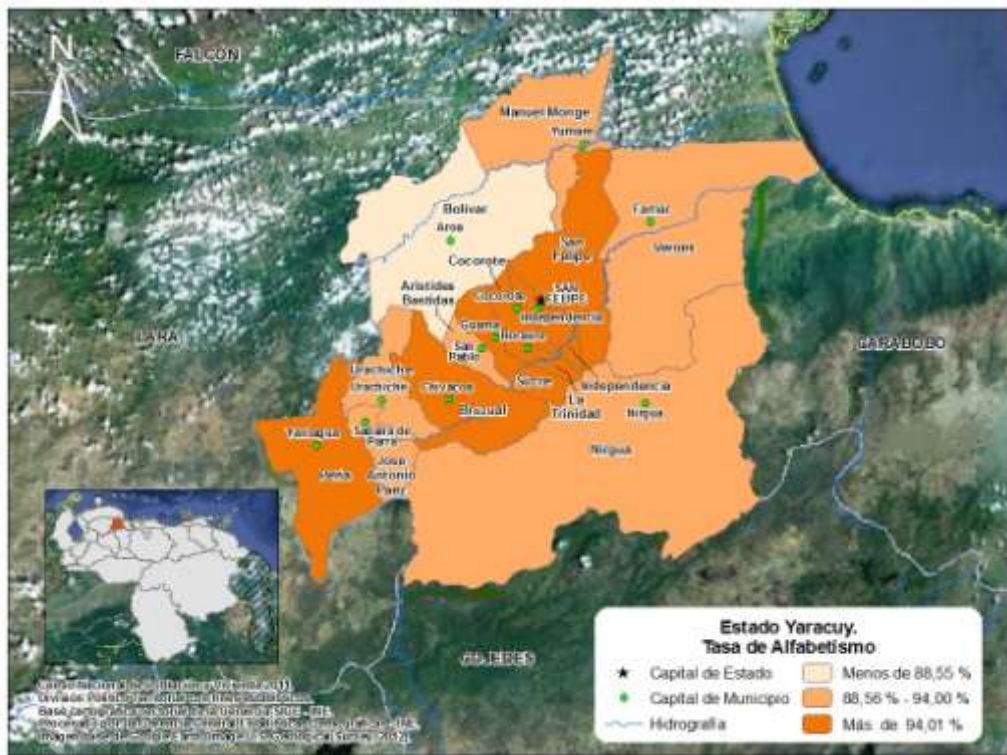 N
FALCON
Manuel Monge
Yumare
Bolívar
Aroa
Farriar
Veroes
San Felipe
Cocorote
Arístides
Bastidas
Cocorote
SAN
FELIPE
Independencia
Guama
Boraure
San
Pablo
LARA
CARABOBO
Urachiche
Urachiche
Chivacoa
Sucre
Independencia
La
Trinidad
Bruzual
Nirgua
Yaritagua
Sabana de
Parra
Nirgua
Peña
José
Antonio
Páez
COJEDES
Estado Yaracuy.
Tasa de Alfabetismo
Capital de Estado
Menos de 88,55 %
Capital de Municipio
88,56 % - 94,00 %
Hidrografía
Más de 94,01 %